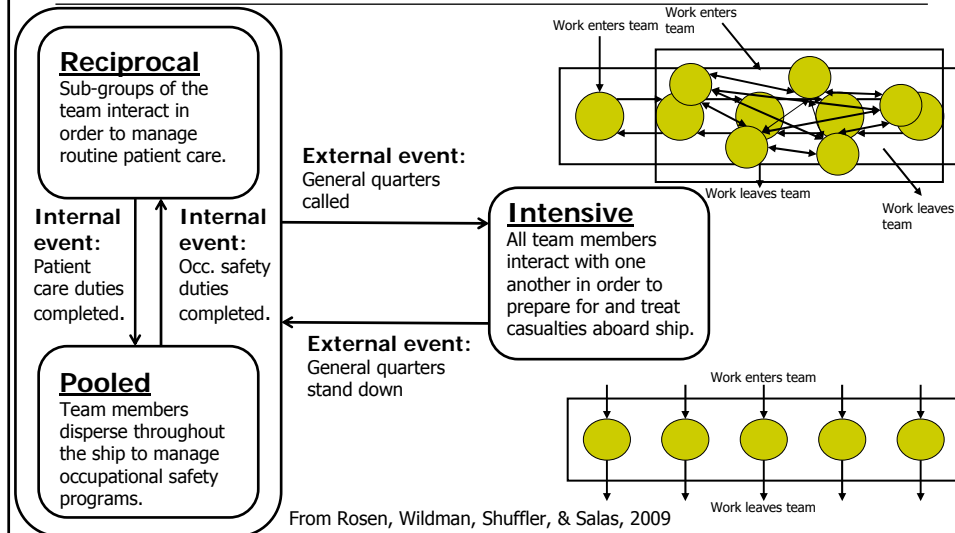 Reciprocal
Sub-groups of the
team interact in
order to manage
routine patient care.
Internal
event:
Patient
care duties
completed.
Internal
event:
Occ. safety
duties
completed.
Pooled
Team members
disperse throughout
the ship to manage
occupational safety
programs.
External event:
General quarters
called
External event:
General quarters
stand down
Intensive
All team members
interact with one
another in order to
prepare for and treat
casualties aboard ship.
Work enters team
Work enters
team
Work leaves team
Work leaves
team
Work enters team
Work leaves team
From Rosen, Wildman, Shuffler, & Salas, 2009